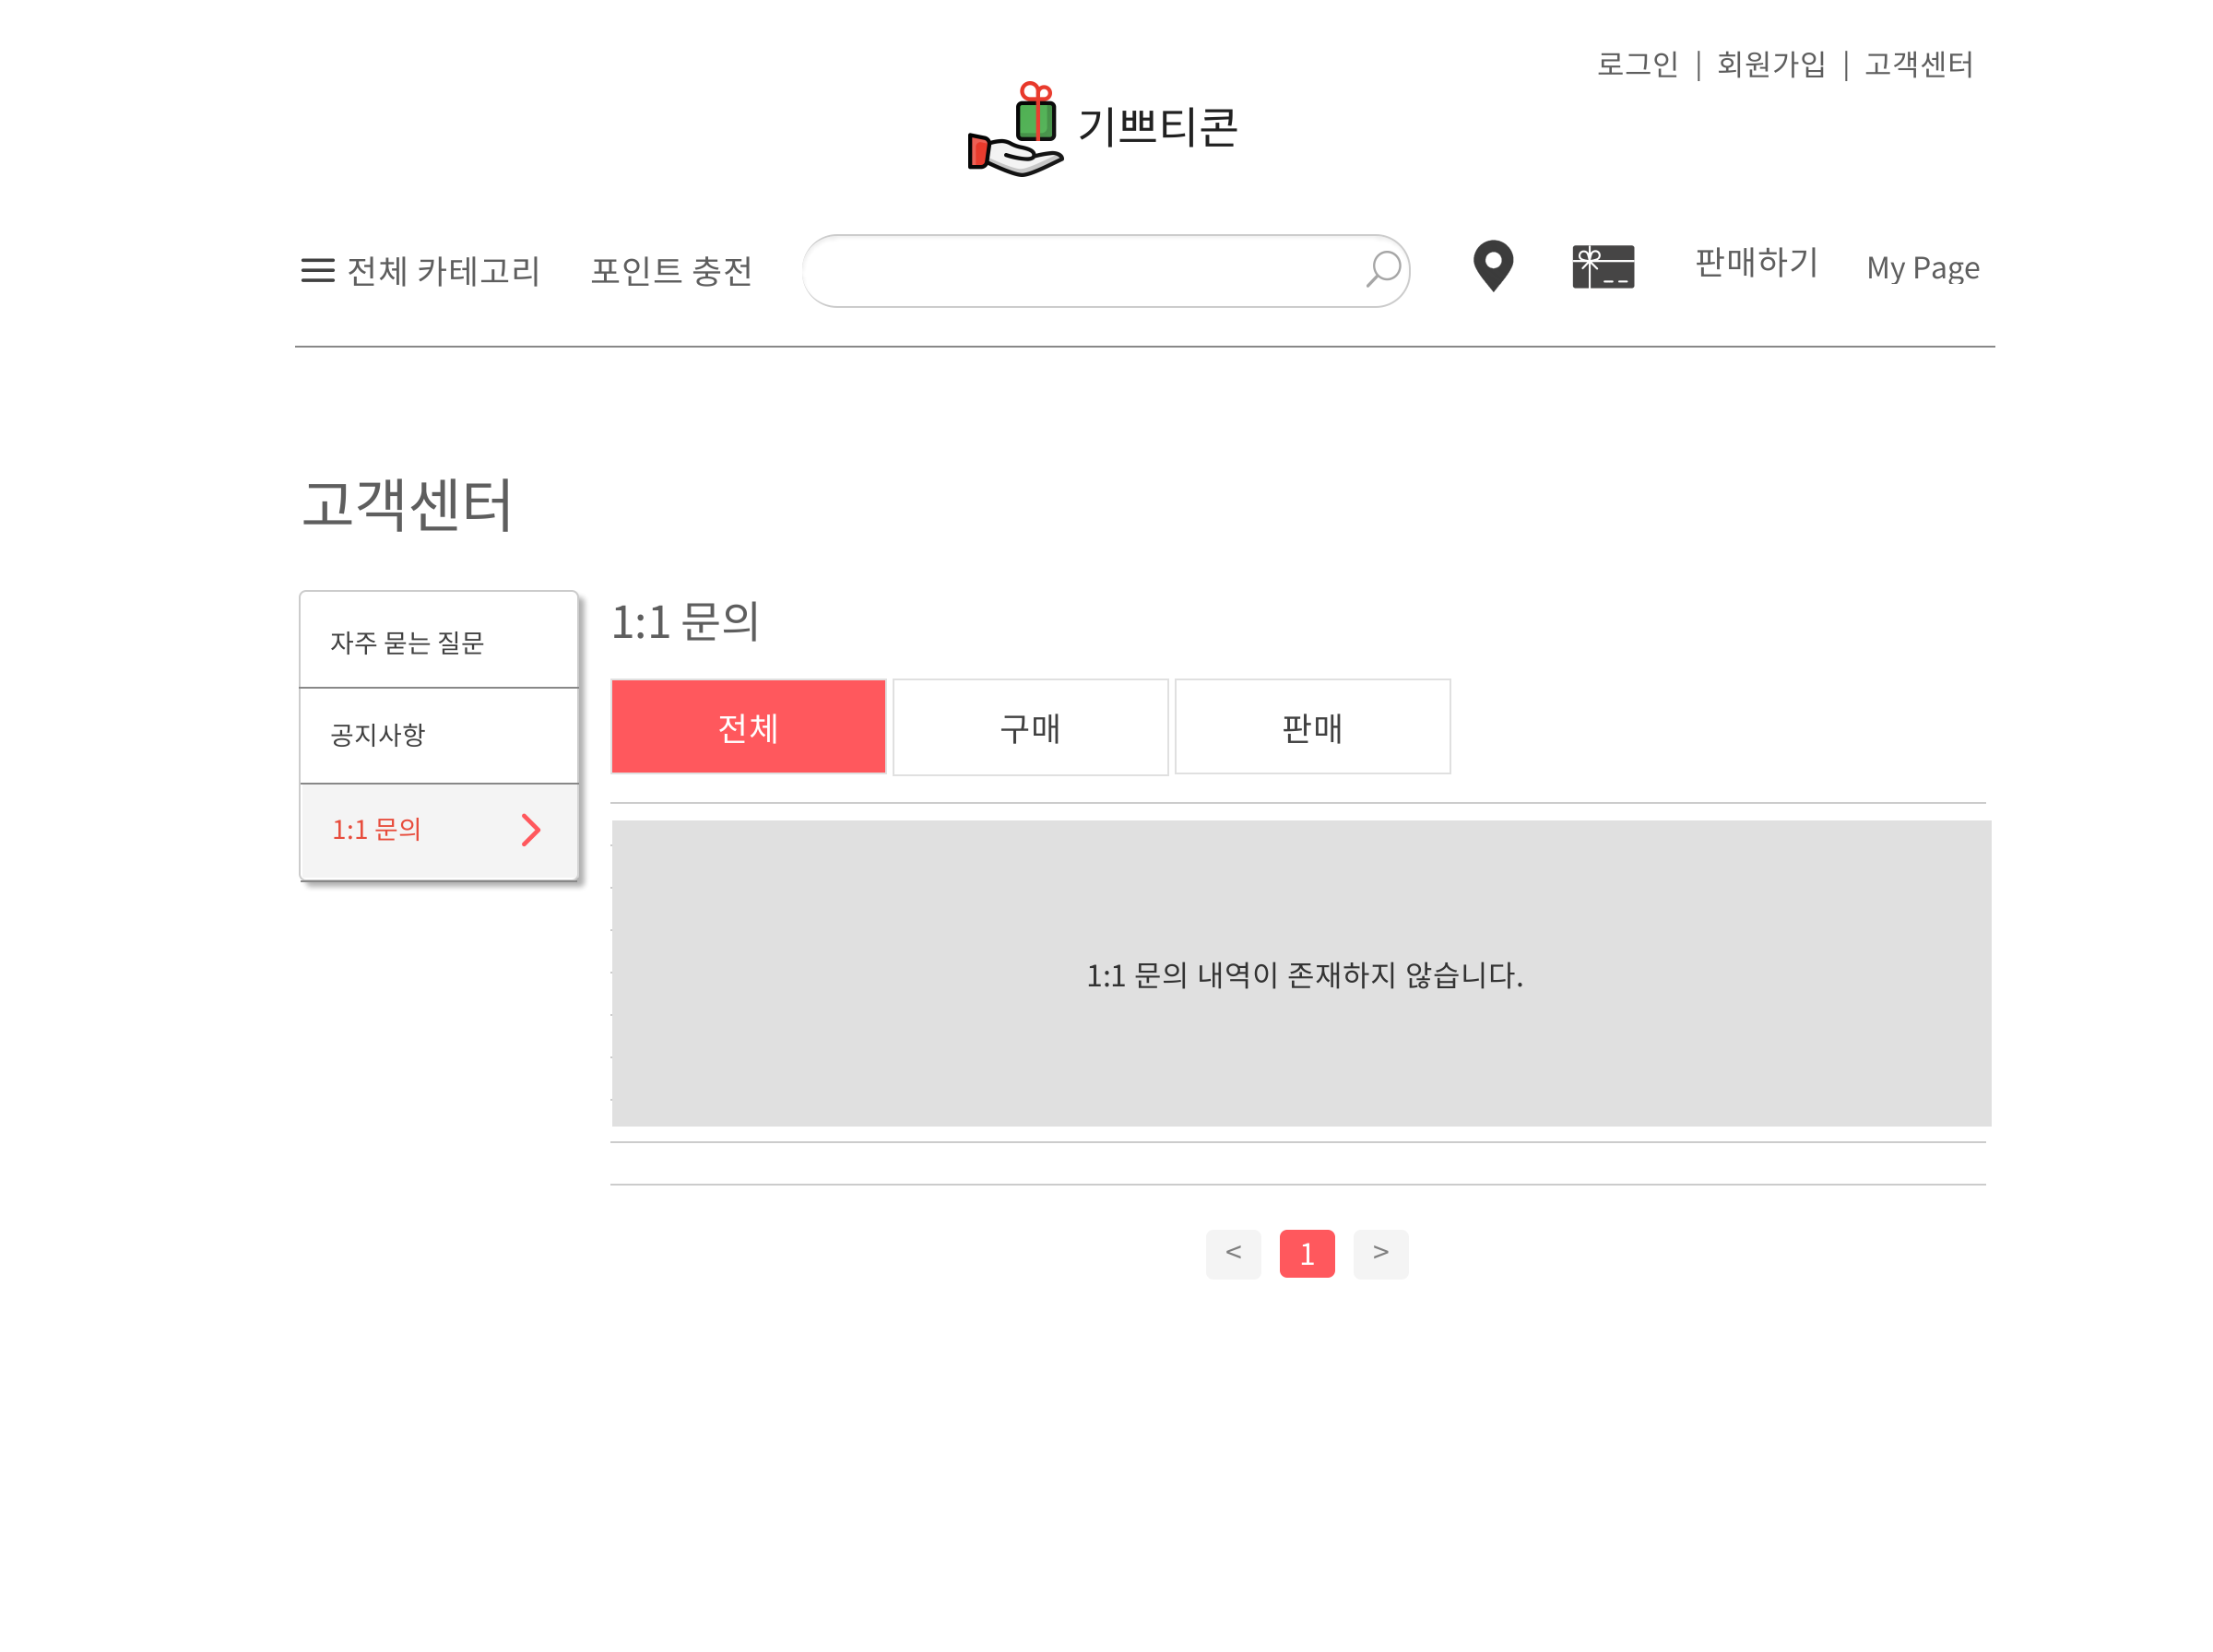 로그인 | 회원가입 | 고객센터
기쁘티콘
전체 카테고리 포인트 충전 판매하기 My Page
고객센터
자주 묻는 질문
공지사항
1:1 문의
1:1 문의
전체 구매 판매
1:1 문의 내역이 존재하지 않습니다.
< 1 >